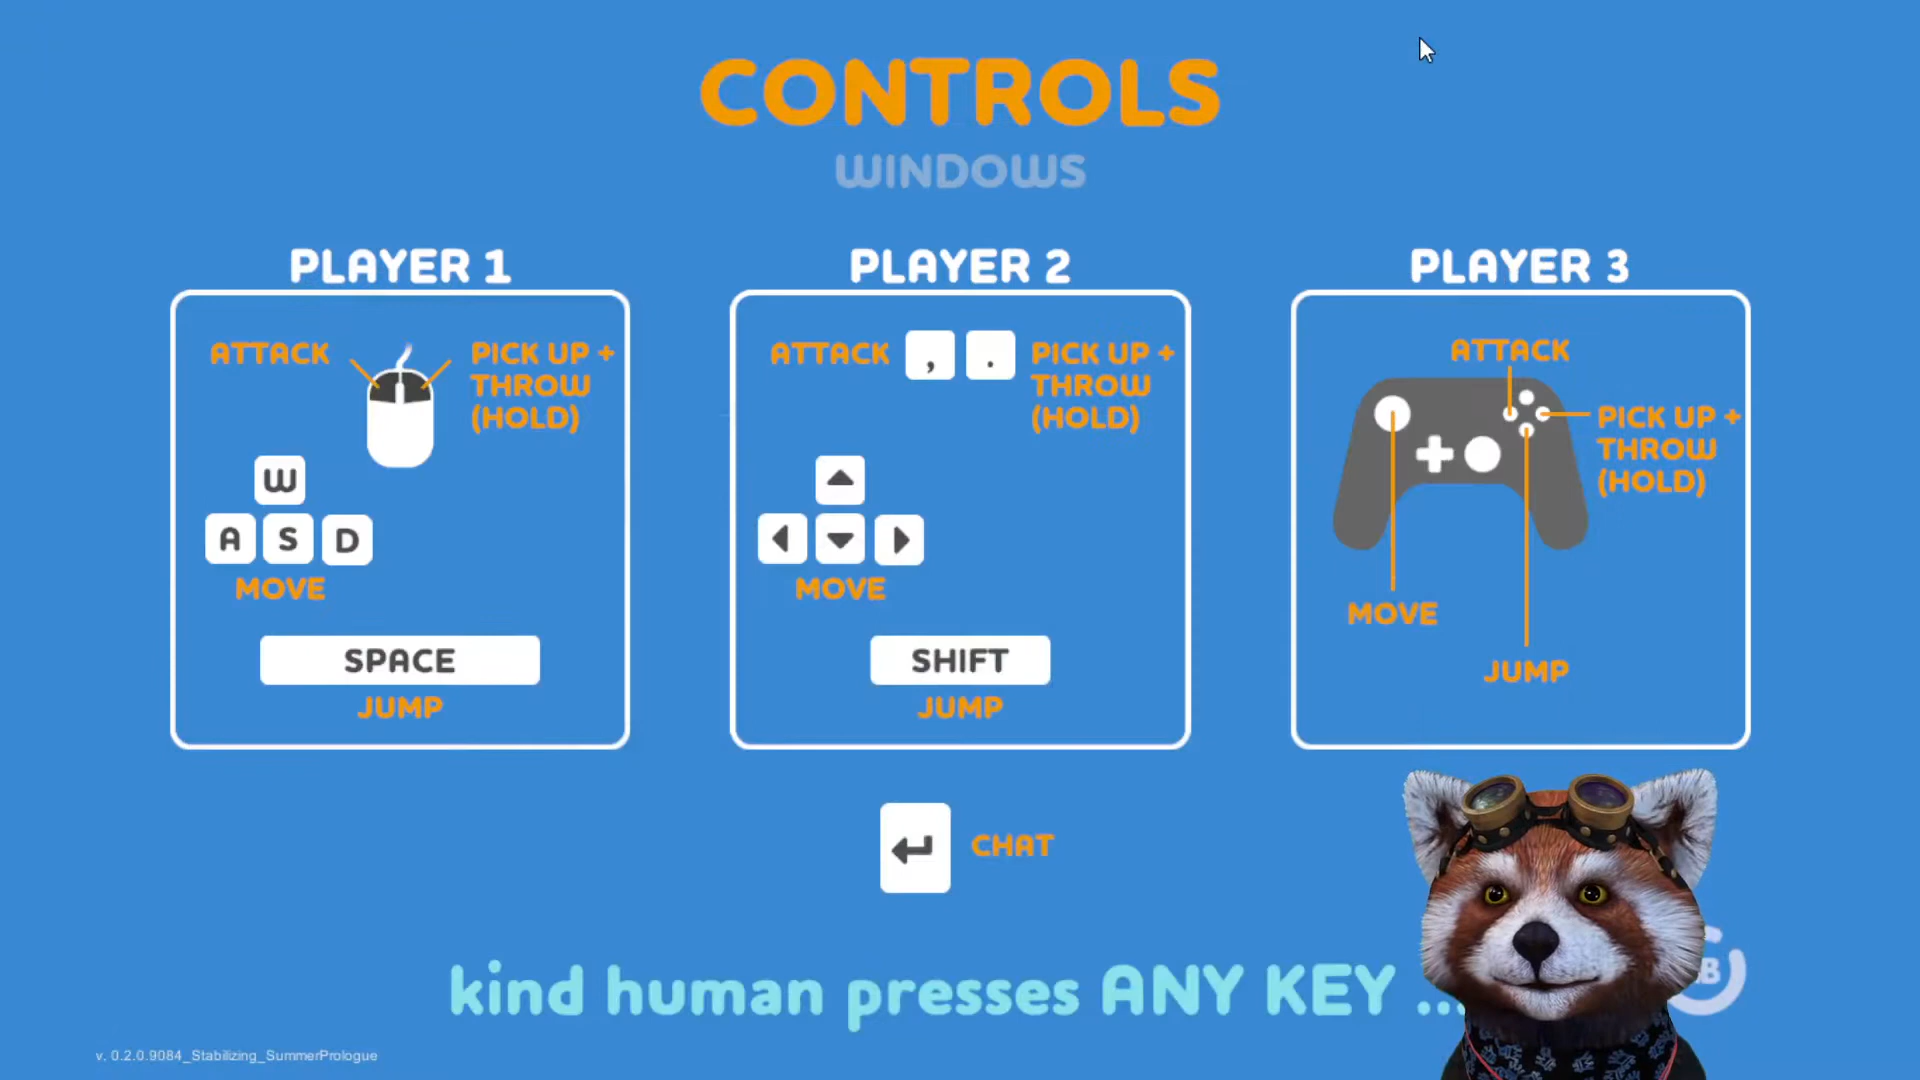 CONTROLS
WINDOWS
PLAYER 1
ATTACK
PICK UP +
THROW
(HOLD)
W
A S D
MOVE
SPACE
JUMP
PLAYER 2
ATTACK , .
PICK UP +
THROW
(HOLD)
MOVE
SHIFT
JUMP
PLAYER 3
ATTACK
PICK UP +
THROW
(HOLD)
MOVE
JUMP
CHAT
kind human presses ANY KEY ...
v. 0.2.0.9084_Stabilizing_SummerPrologue